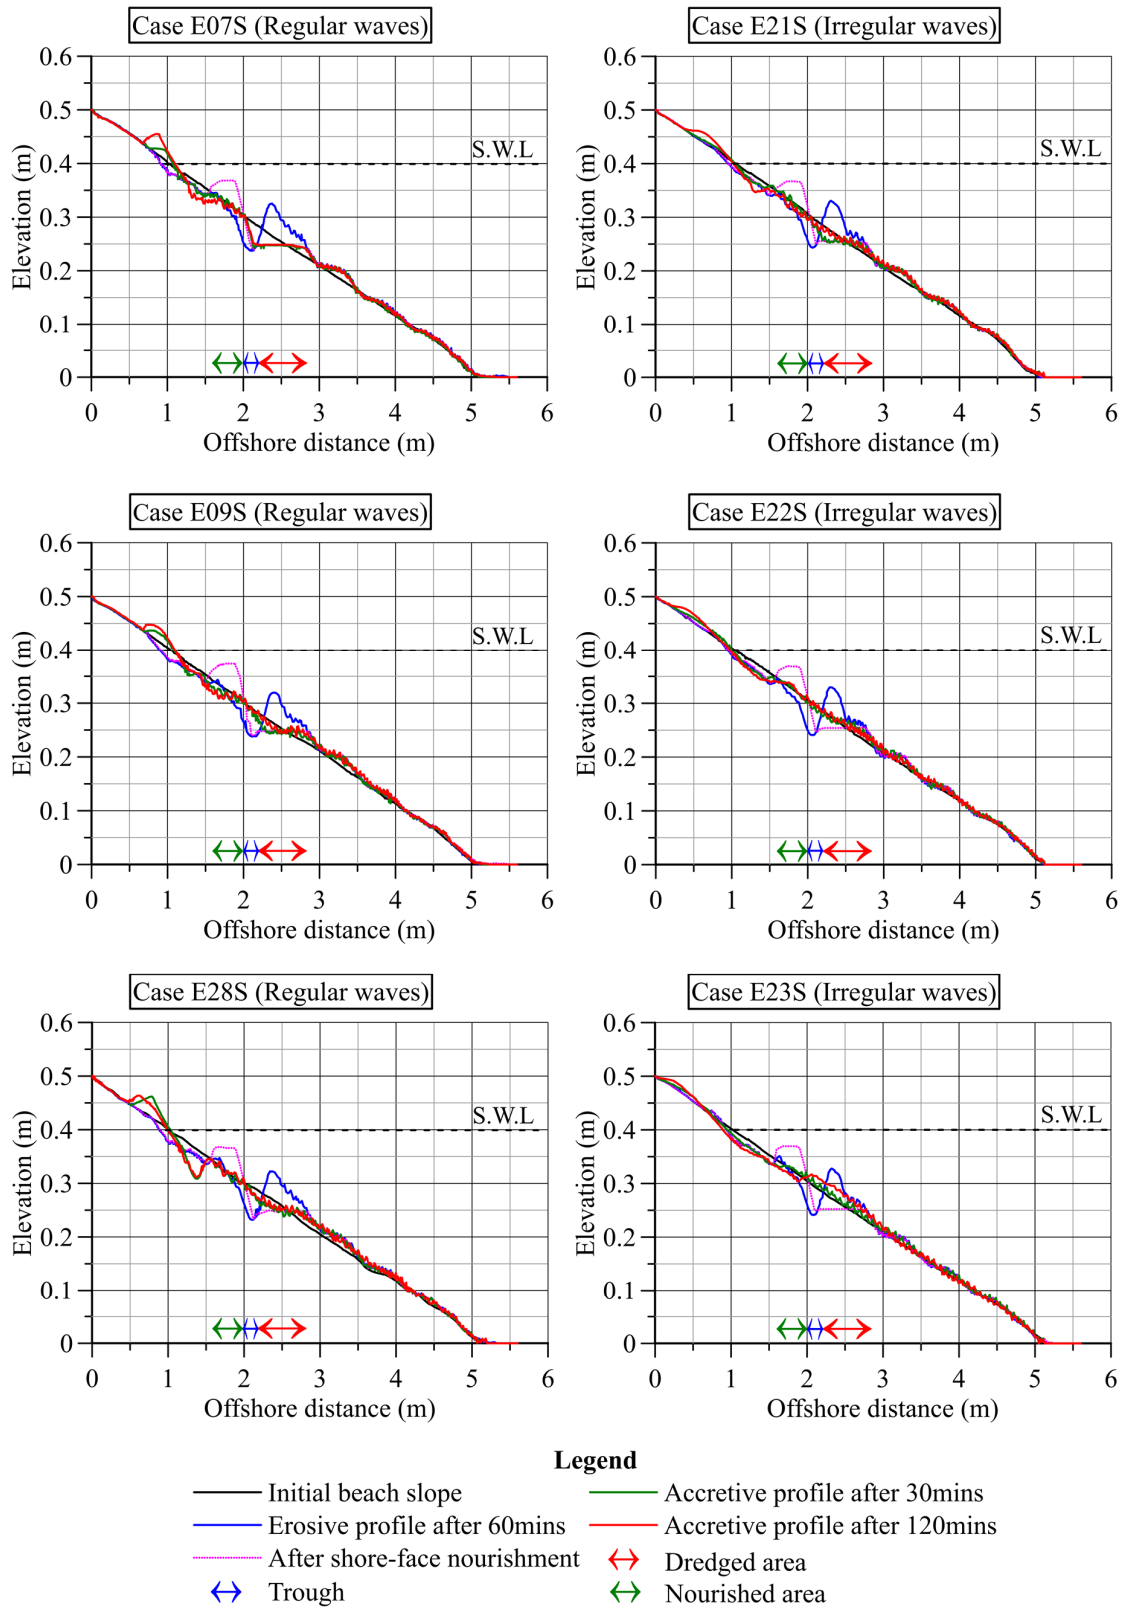 Case E07S (Regular waves)
Elevation (m)
0.6
0.5
0.4
0.3
0.2
0.1
0
S.W.L
0 1 2 3 4 5 6
Offshore distance (m)
Case E21S (Irregular waves)
Elevation (m)
0.6
0.5
0.4
0.3
0.2
0.1
0
S.W.L
0 1 2 3 4 5 6
Offshore distance (m)
Case E09S (Regular waves)
Elevation (m)
0.6
0.5
0.4
0.3
0.2
0.1
0
S.W.L
0 1 2 3 4 5 6
Offshore distance (m)
Case E22S (Irregular waves)
Elevation (m)
0.6
0.5
0.4
0.3
0.2
0.1
0
S.W.L
0 1 2 3 4 5 6
Offshore distance (m)
Case E28S (Regular waves)
Elevation (m)
0.6
0.5
0.4
0.3
0.2
0.1
0
S.W.L
0 1 2 3 4 5 6
Offshore distance (m)
Case E23S (Irregular waves)
Elevation (m)
0.6
0.5
0.4
0.3
0.2
0.1
0
S.W.L
0 1 2 3 4 5 6
Offshore distance (m)
Legend
Initial beach slope
Accretive profile after 30mins
Erosive profile after 60mins
Accretive profile after 120mins
After shore-face nourishment
Dredged area
Trough
Nourished area